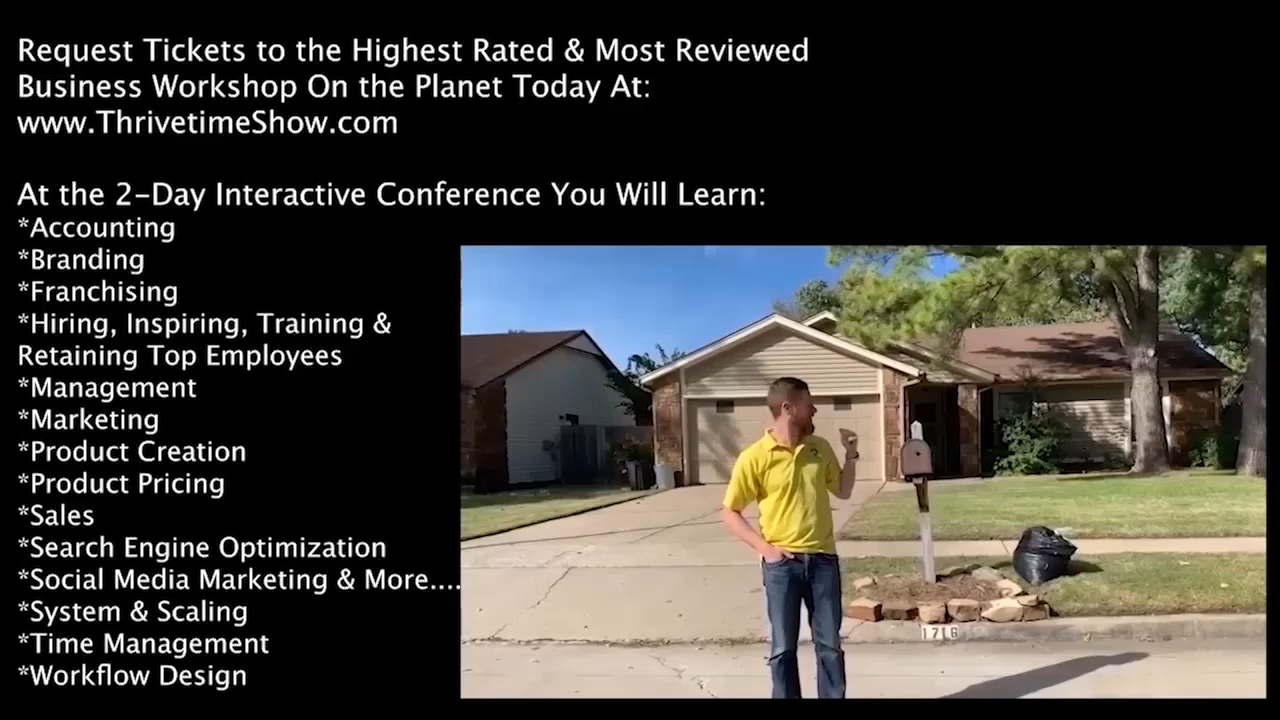 Request Tickets to the Highest Rated & Most Reviewed
Business Workshop On the Planet Today At:
www.ThrivetimeShow.com
At the 2-Day Interactive Conference You Will Learn:
*Accounting
*Branding
*Franchising
*Hiring, Inspiring, Training &
Retaining Top Employees
*Management
*Marketing
*Product Creation
*Product Pricing
*Sales
*Search Engine Optimization
*Social Media Marketing & More....
*System & Scaling
*Time Management
*Workflow Design
1716